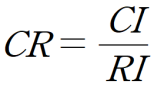 CR = CI / RI